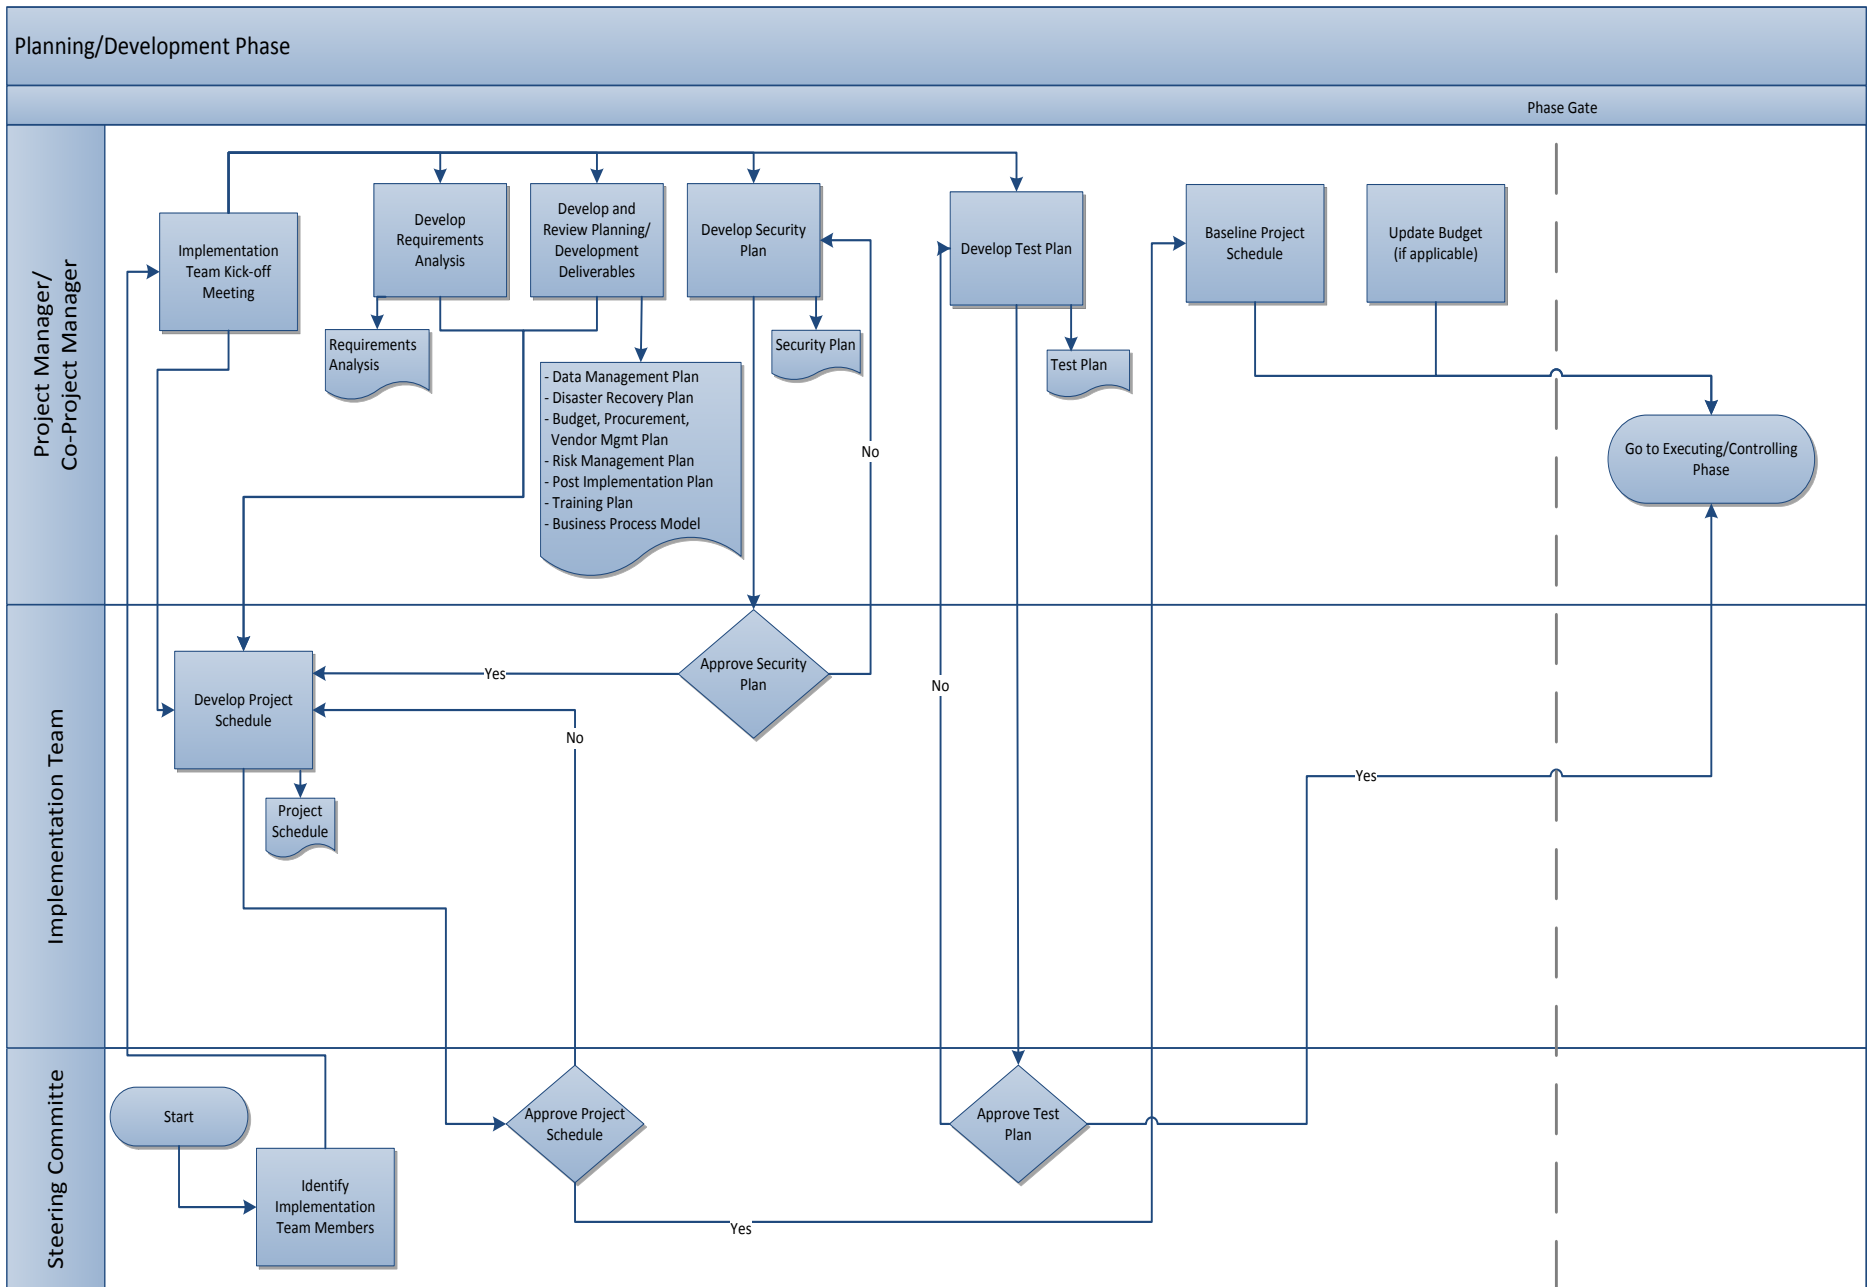 Planning/Development Phase
Phase Gate
Project Manager/
Co-Project Manager
Implementation
Team Kick-off
Meeting
Develop
Requirements
Analysis
Develop and
Review Planning/
Development
Deliverables
Develop Security
Plan
Develop Test Plan
Baseline Project
Schedule
Update Budget
(if applicable)
Requirements
Analysis
- Data Management Plan
- Disaster Recovery Plan
- Budget, Procurement,
Vendor Mgmt Plan
- Risk Management Plan
- Post Implementation Plan
- Training Plan
- Business Process Model
Security Plan
Test Plan
No
Go to Executing/Controlling
Phase
Implementation Team
Develop Project
Schedule
Yes
Approve Security
Plan
No
No
Yes
Project
Schedule
Steering Committe
Start
Identify
Implementation
Team Members
Approve Project
Schedule
Yes
Approve Test
Plan